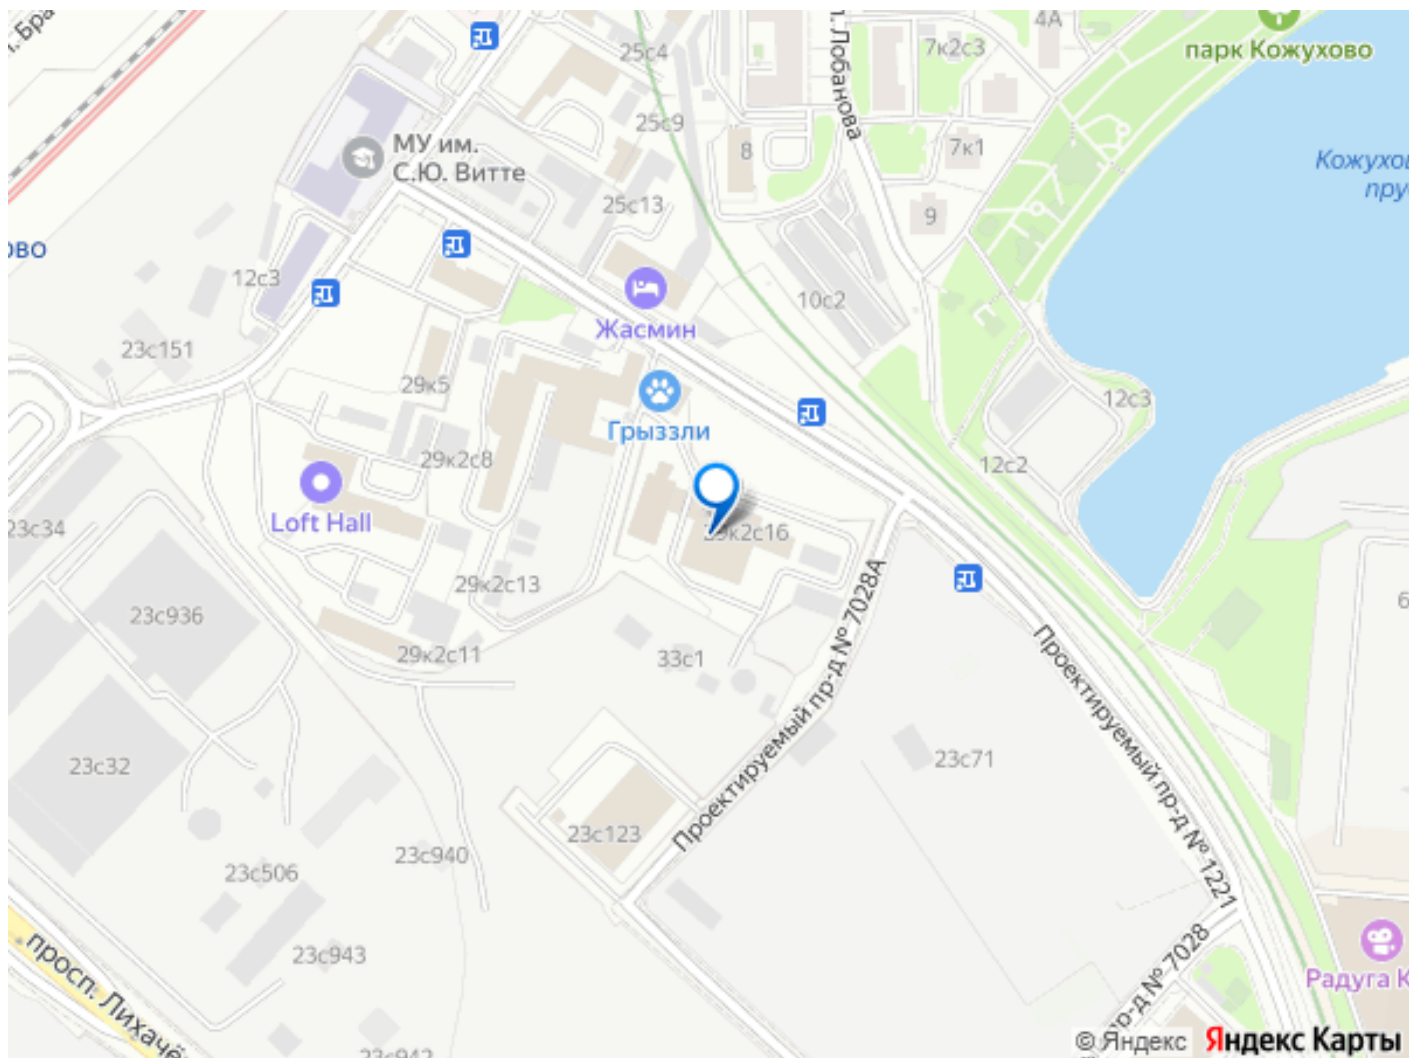 парк Кожухово
4А
7к2с3
25с4
25с9
8
7к1
МУ им.
С.Ю. Витте
25с13
9
12с3
10с2
Жасмин
23с151
29к5
12с3
Грыззли
29к2с8
12с2
Loft Hall
23с34
29к2с16
29к2с13
Проектируемый пр-д № 7028А
23с936
29к2с11
33с1
Проектируемый пр-д № 1221
23с32
23с71
23с123
23с940
23с506
23с943
просп. Лихачё
пр-д № 7028
Радуга К
23с942
© Яндекс
Яндекс Карты